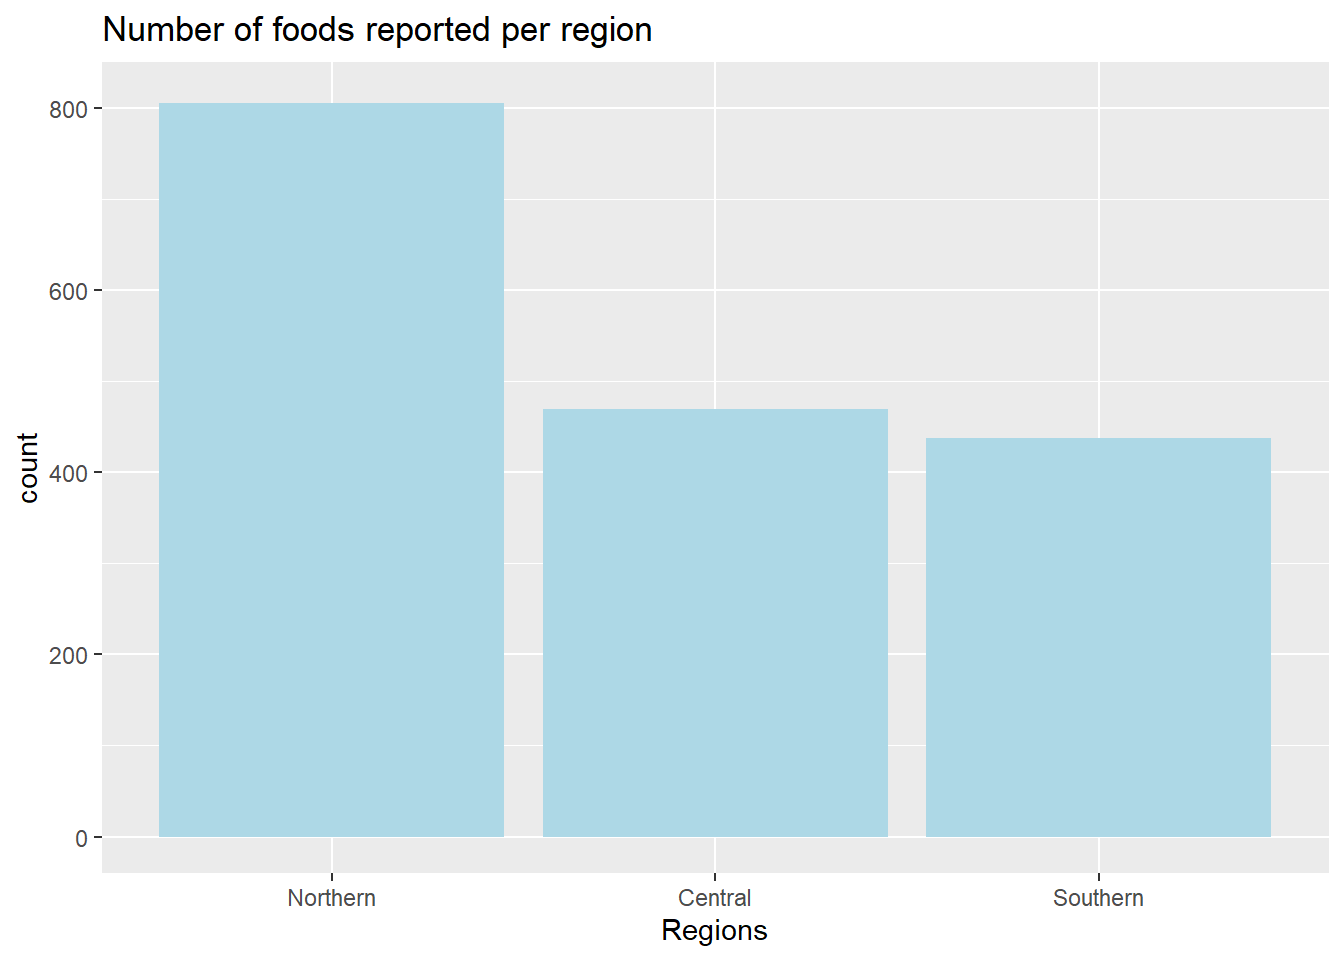 Number of foods reported per region
800
600
400
200
0
count
Northern
Central
Southern
Regions